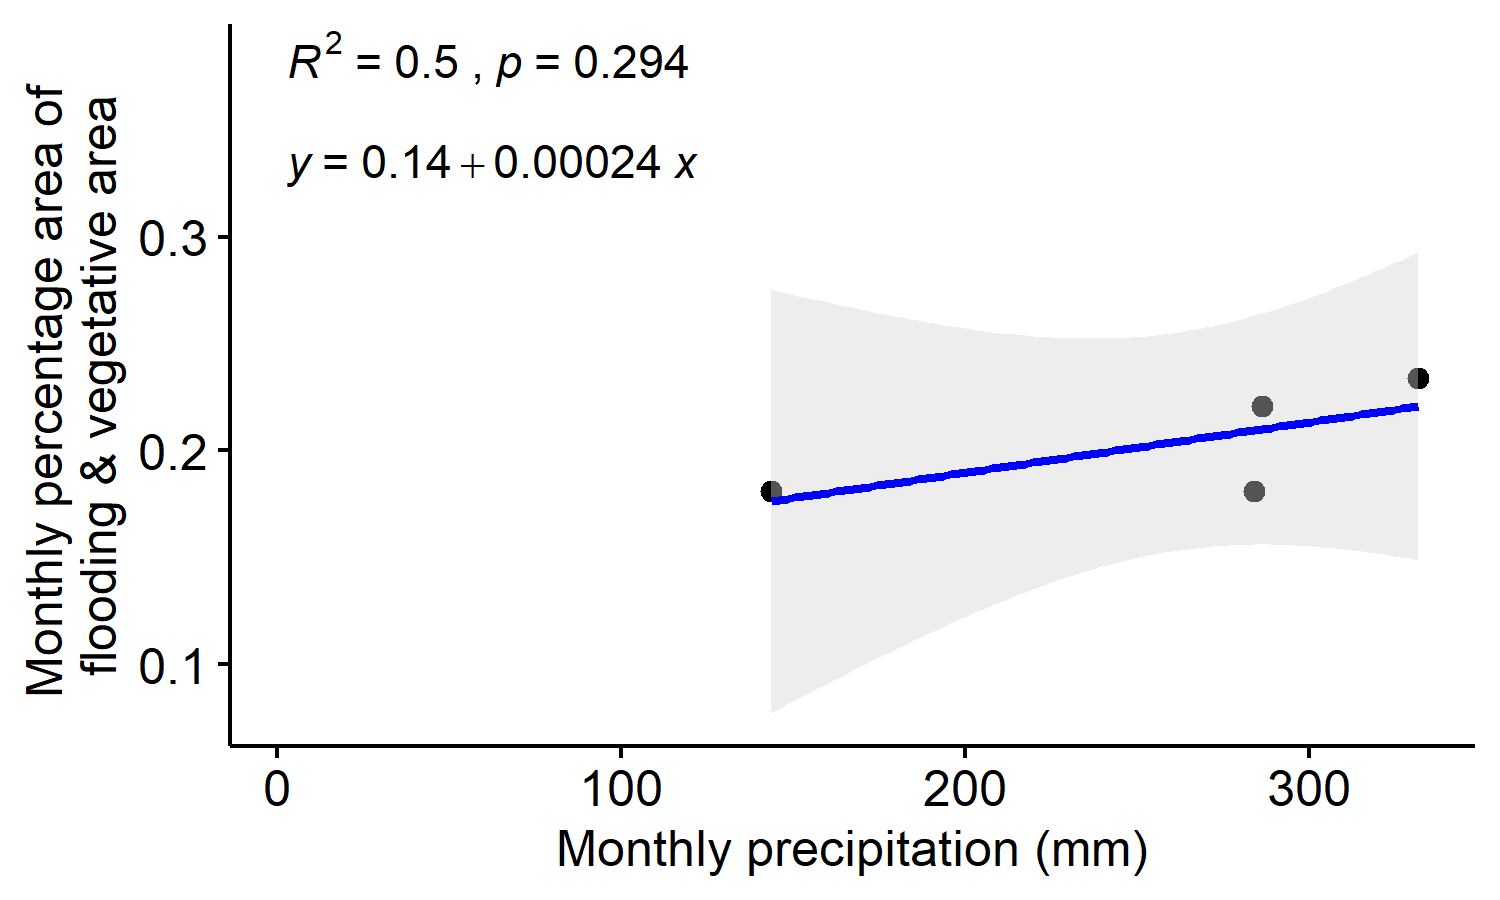 R² = 0.5 , p = 0.294
y = 0.14 + 0.00024 x
Monthly percentage area of
flooding & vegetative area
0.3
0.2
0.1
0 100 200 300
Monthly precipitation (mm)